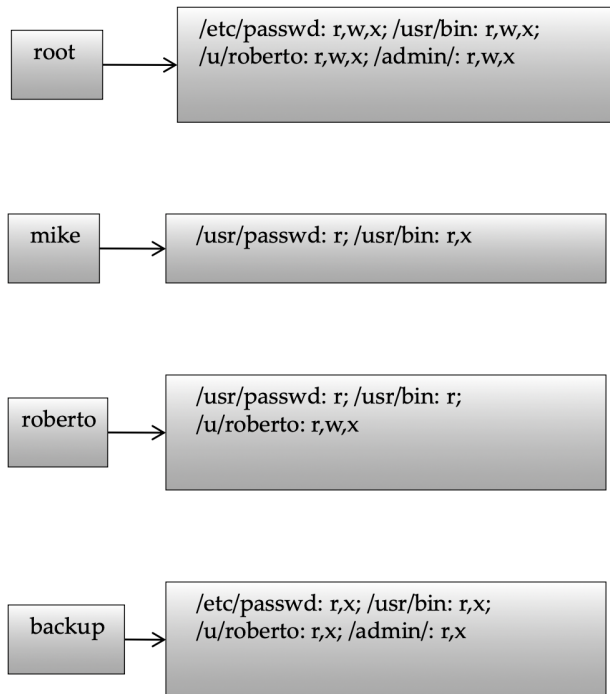 root
/etc/passwd: r,w,x; /usr/bin: r,w,x;
/u/roberto: r,w,x; /admin/: r,w,x
mike
/usr/passwd: r; /usr/bin: r,x
roberto
/usr/passwd: r; /usr/bin: r;
/u/roberto: r,w,x
backup
/etc/passwd: r,x; /usr/bin: r,x;
/u/roberto: r,x; /admin/: r,x